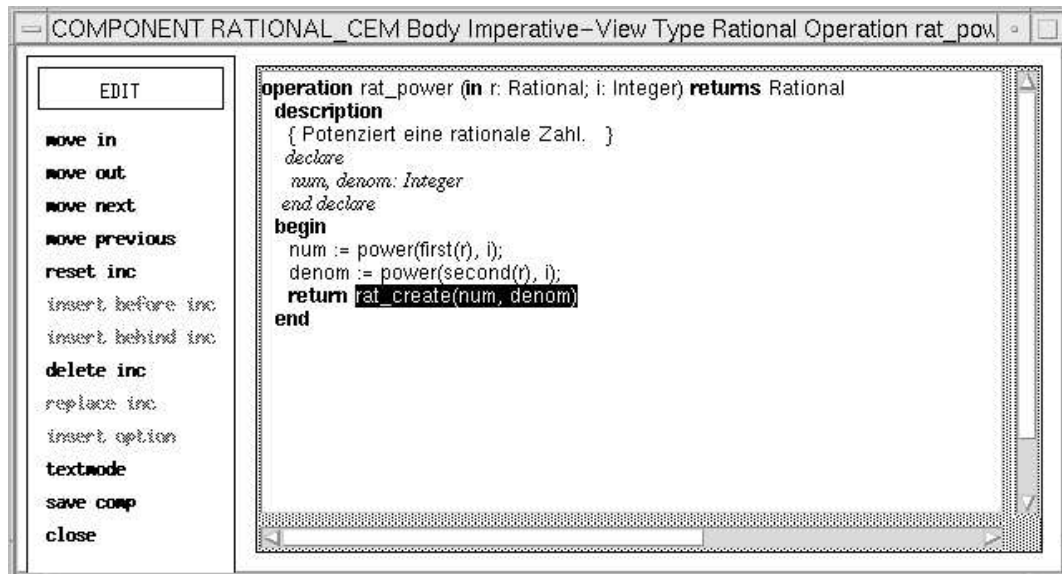 COMPONENT RATIONAL_CEM Body Imperative-View Type Rational Operation rat_pow
EDIT
move in
move out
move next
move previous
reset inc
insert before inc
insert behind inc
delete inc
replace inc
insert option
textmode
save comp
close
operation rat_power (in r: Rational; i: Integer) returns Rational
description
{ Potenziert eine rationale Zahl. }
declare
num, denom: Integer
end declare
begin
num := power(first(r), i);
denom := power(second(r), i);
return rat_create(num, denom)
end